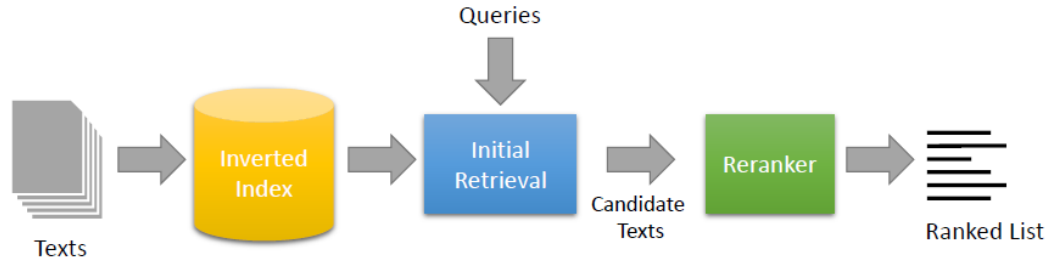 Queries
Texts
Inverted
Index
Initial
Retrieval
Candidate
Texts
Reranker
Ranked List